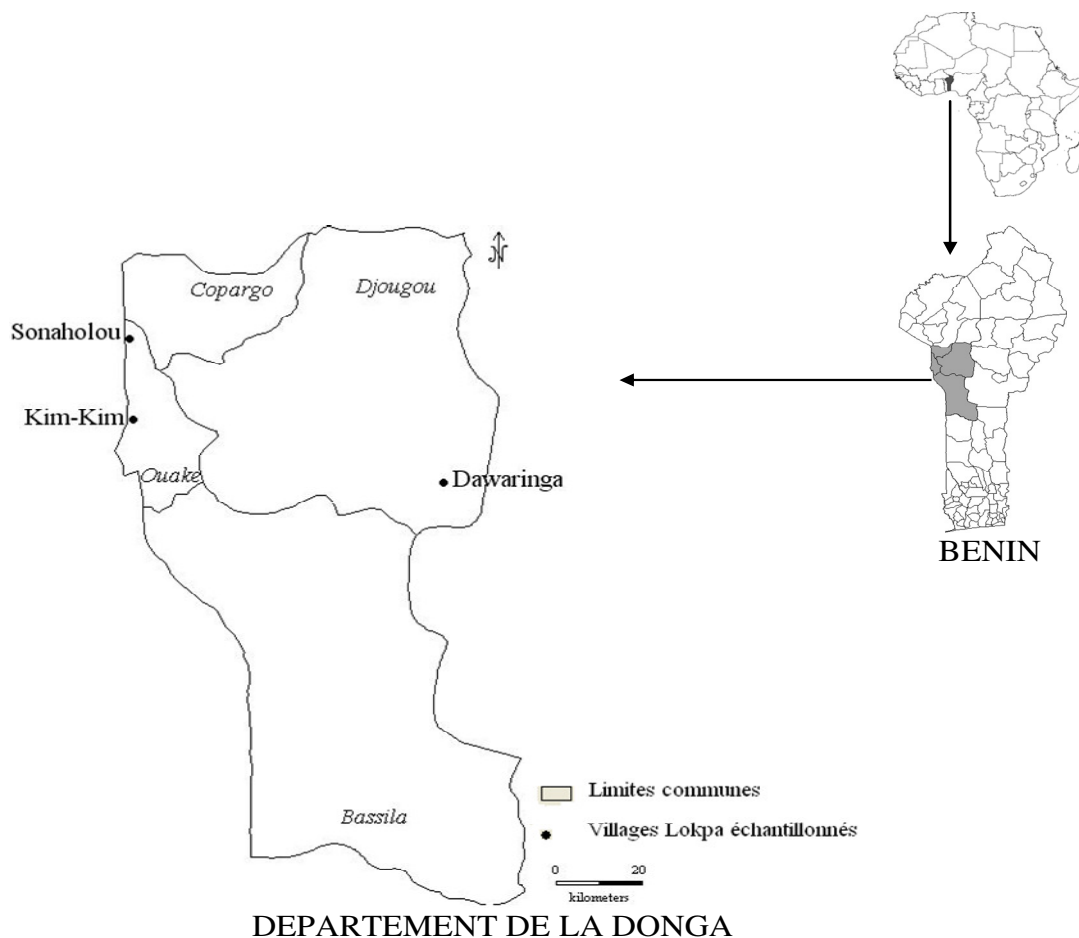 Copargo
Djougou
Sonaholou
Kim-Kim
Ouake
Dawaringa
BENIN
Bassila
Limites communes
Villages Lokpa échantillonnés
0 20
kilometers
DEPARTEMENT DE LA DONGA